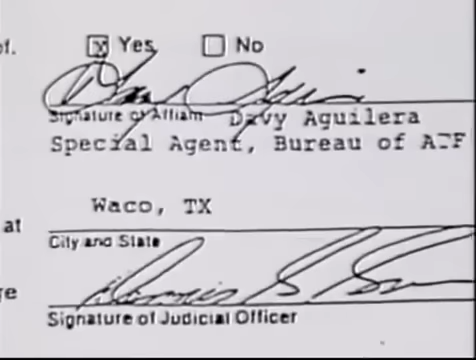 of. ☒ Yes ☐ No
Signature of Affiant Davy Aguilera
Special Agent, Bureau of ATF
Waco, TX
at
City and State
Signature of Judicial Officer